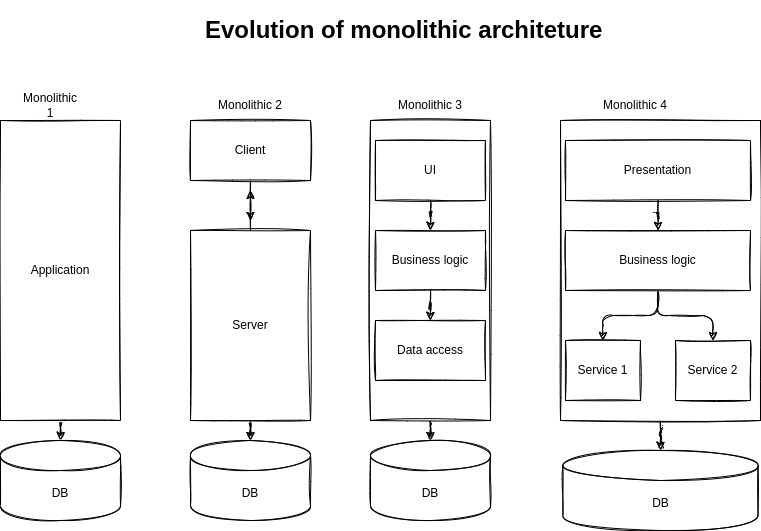 Evolution of monolithic architeture
Monolithic
1
Application
DB
Monolithic 2
Client
Server
DB
Monolithic 3
UI
Business logic
Data access
DB
Monolithic 4
Presentation
Business logic
Service 1
Service 2
DB